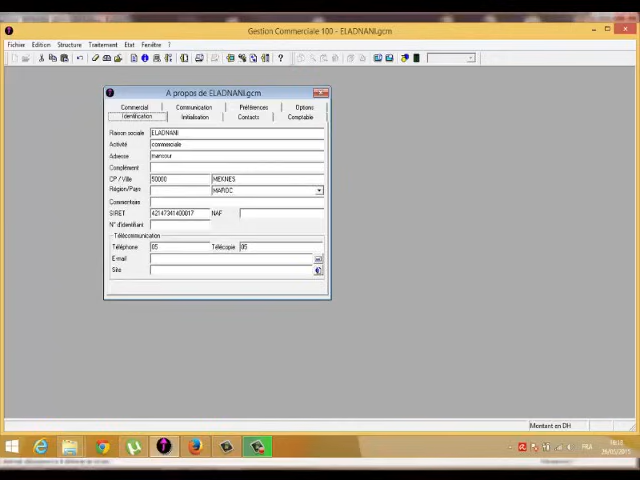 Gestion Commerciale 100 - ELADNANI.gcm
Fichier Edition Structure Traitement Etat Fenêtre ?
A propos de ELADNANI.gcm
Commercial Communication Préférences Options
Identification Initialisation Contacts Comptable
Raison sociale ELADNANI
Activité commerciale
Adresse mansour
Complément
CP / Ville 50000 MEKNES
Région/Pays MAROC
Commentaire
SIRET 42147341400017 NAF
N° d'identifiant
Télécommunication
Téléphone 05 Télécopie 05
E-mail
Site
Montant en DH
FRA